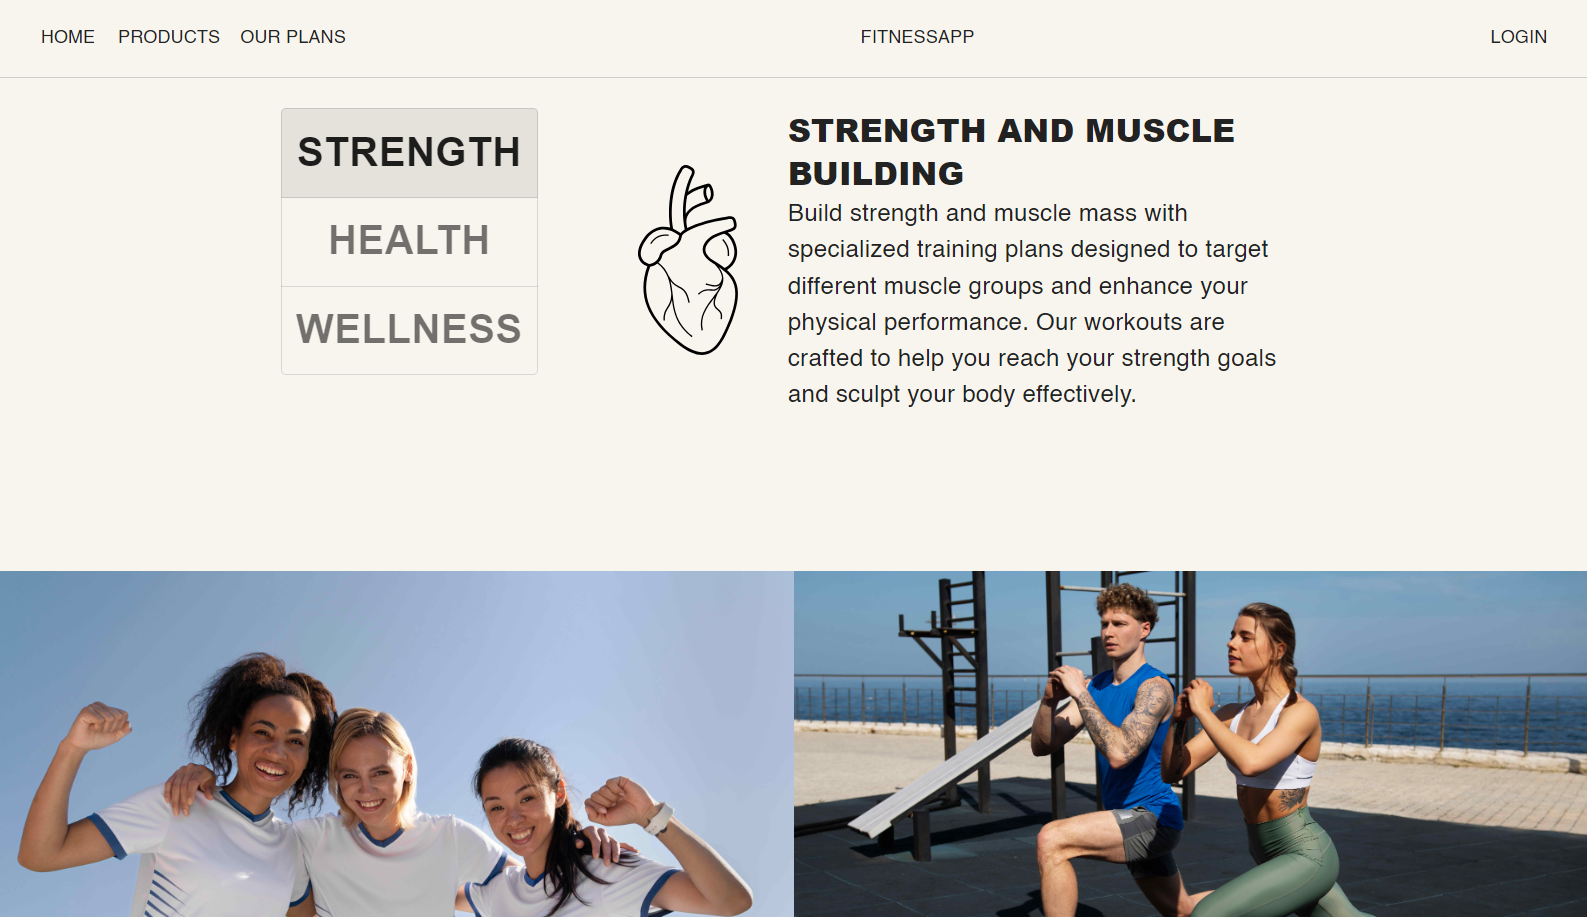 HOME PRODUCTS OUR PLANS FITNESSAPP LOGIN
STRENGTH
HEALTH
WELLNESS
STRENGTH AND MUSCLE
BUILDING
Build strength and muscle mass with
specialized training plans designed to target
different muscle groups and enhance your
physical performance. Our workouts are
crafted to help you reach your strength goals
and sculpt your body effectively.